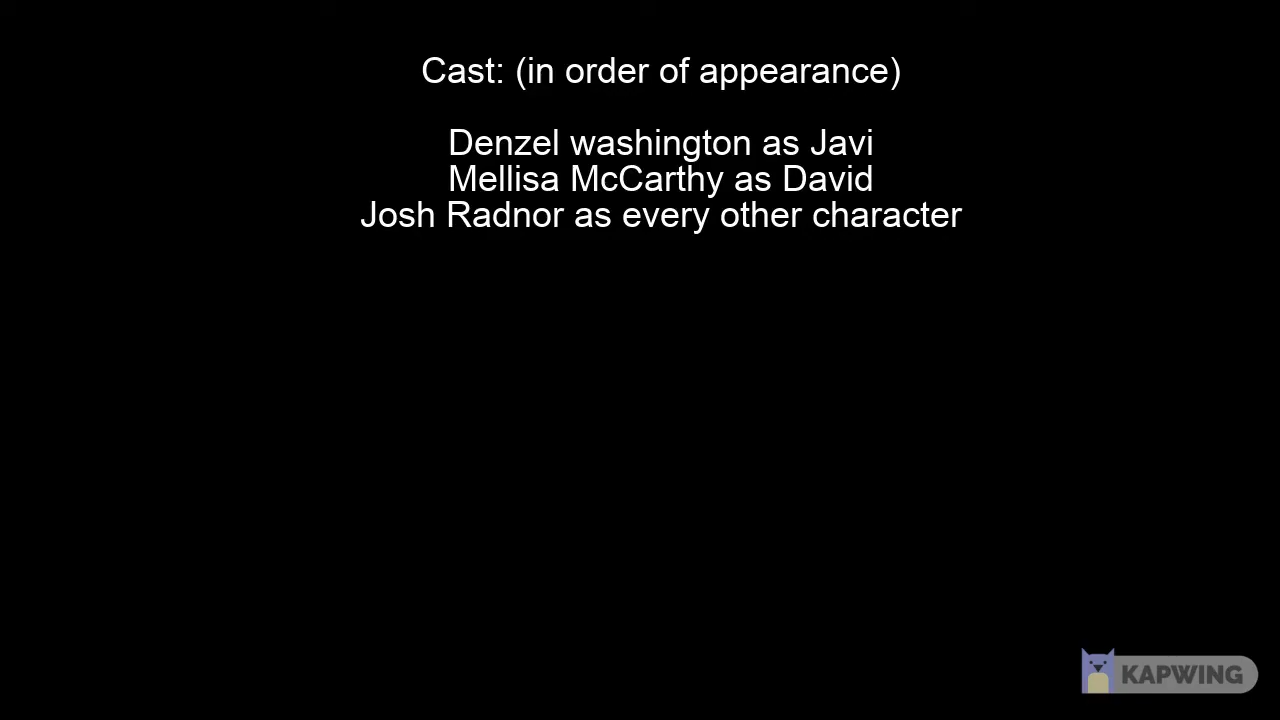 Cast: (in order of appearance)
Denzel washington as Javi
Mellisa McCarthy as David
Josh Radnor as every other character
KAPWING